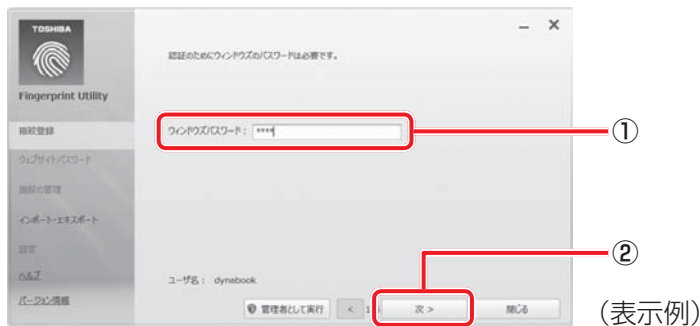 TOSHIBA
Fingerprint Utility
指紋登録
ウェブサイトパスワード
指紋の管理
インポート・エクスポート
設定
ヘルプ
バージョン情報
認証のためにウィンドウズのパスワードは必要です。
ウィンドウズパスワード： ****
①
②
ユーザ名： dynabook
管理者として実行
<
次 >
閉じる
（表示例）